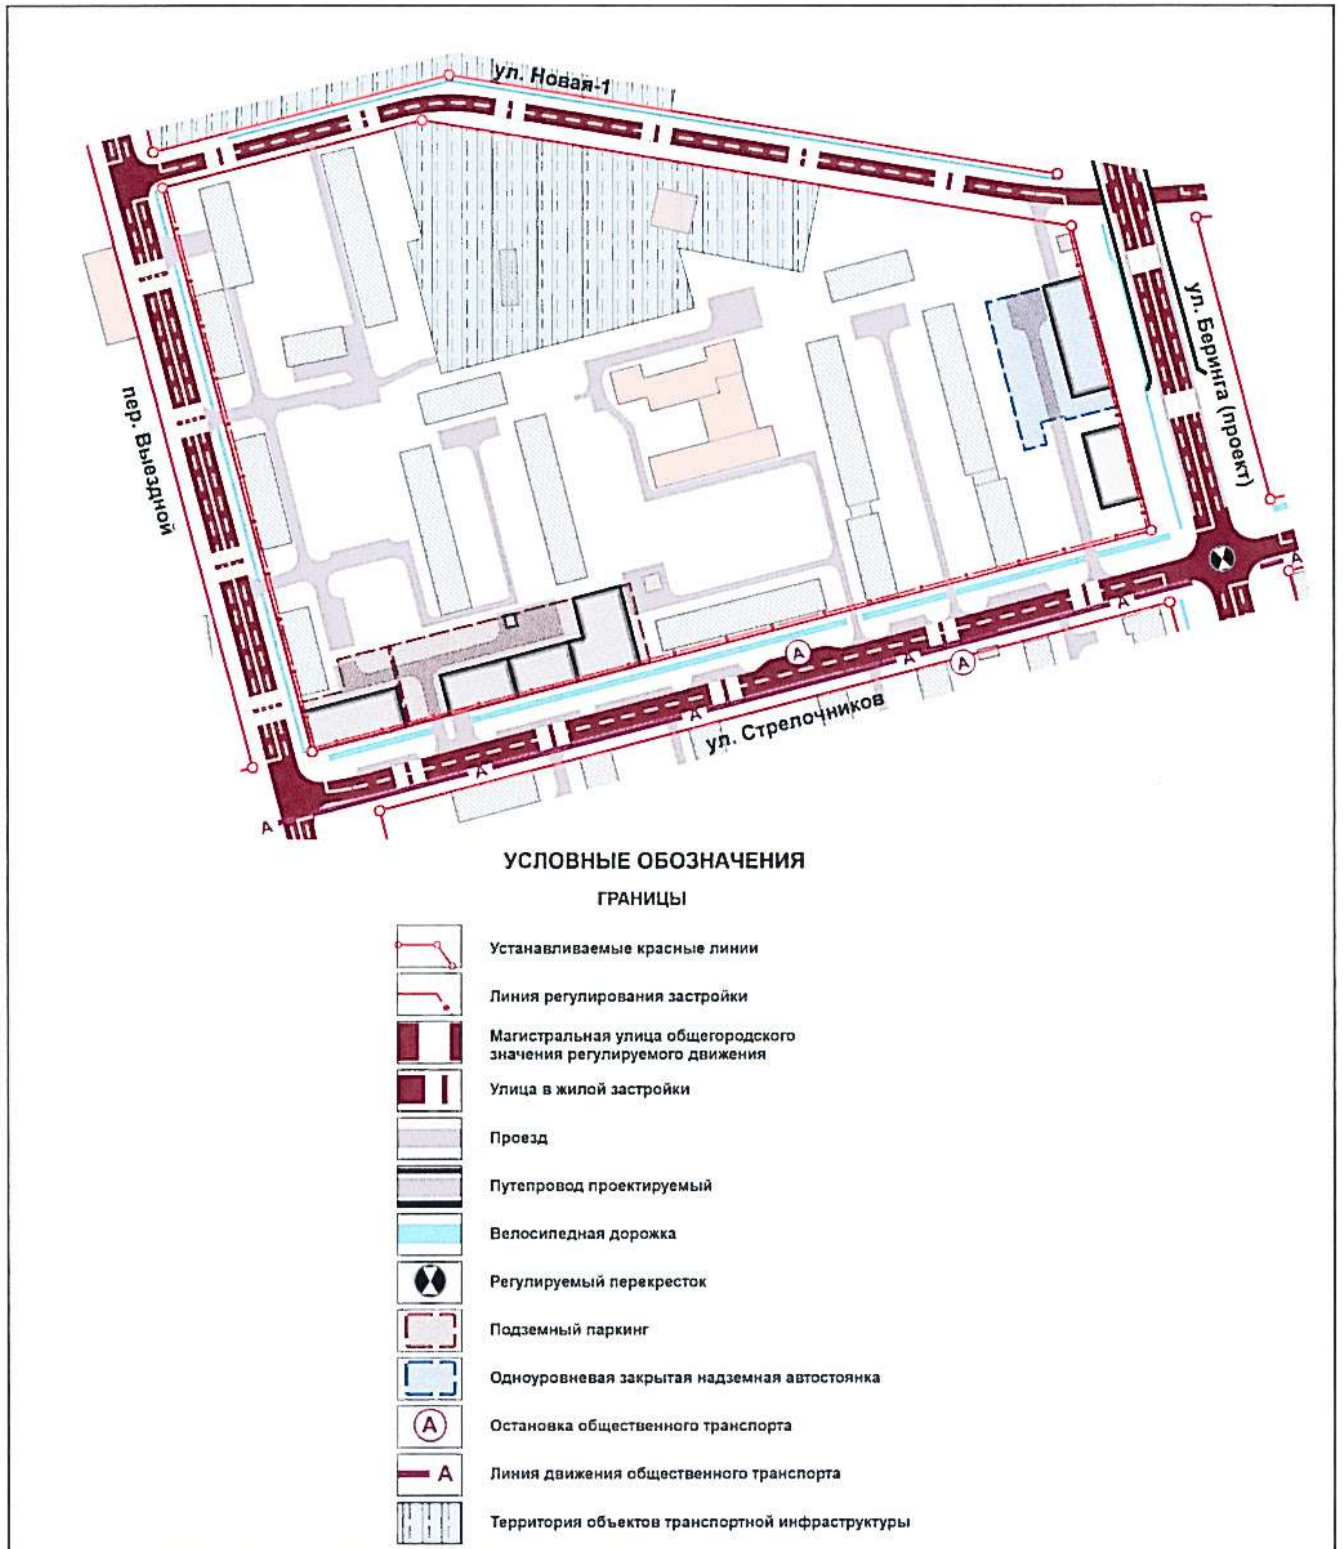 ул. Новая-1
ул. Беринга (проект)
пер. Выездной
А
А
А
А
А
А
А
А
ул. Стрелочников
А
УСЛОВНЫЕ ОБОЗНАЧЕНИЯ
ГРАНИЦЫ
Устанавливаемые красные линии
Линия регулирования застройки
Магистральная улица общегородского
значения регулируемого движения
Улица в жилой застройки
Проезд
Путепровод проектируемый
Велосипедная дорожка
Регулируемый перекресток
Подземный паркинг
Одноуровневая закрытая надземная автостоянка
А Остановка общественного транспорта
А Линия движения общественного транспорта
Территория объектов транспортной инфраструктуры